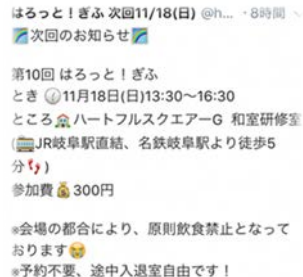 はろっと！ぎふ 次回11/18(日) @h... ・8時間
🌈次回のお知らせ🌈
第10回 はろっと！ぎふ
とき 🕜11月18日(日)13:30～16:30
ところ🏠ハートフルスクエアーG 和室研修室
(🚃JR岐阜駅直結、名鉄岐阜駅より徒歩5
分👣)
参加費💰300円
※会場の都合により、原則飲食禁止となって
おります😭
※予約不要、途中入退室自由です！